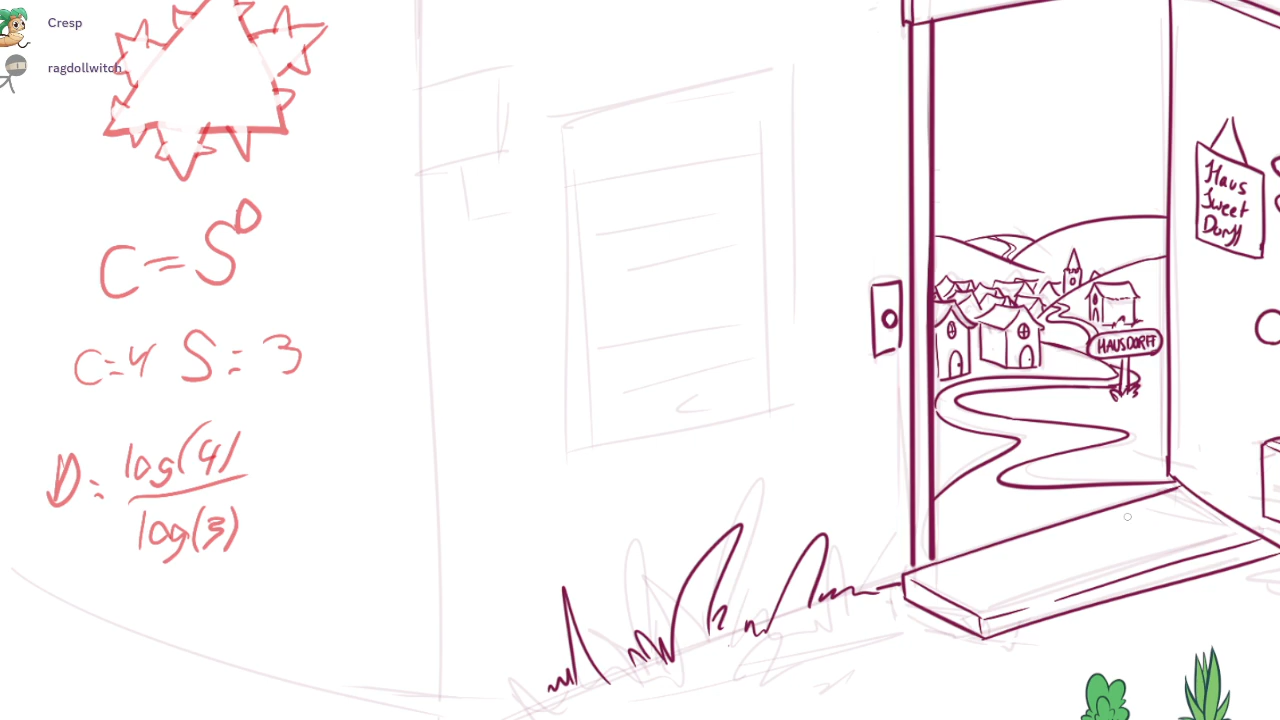 Cresp
ragdollwitch
C=S^D
C=4 S=3
D=
log(4)
log(3)
Haus
Sweet
Dorff
HAUSDORFF